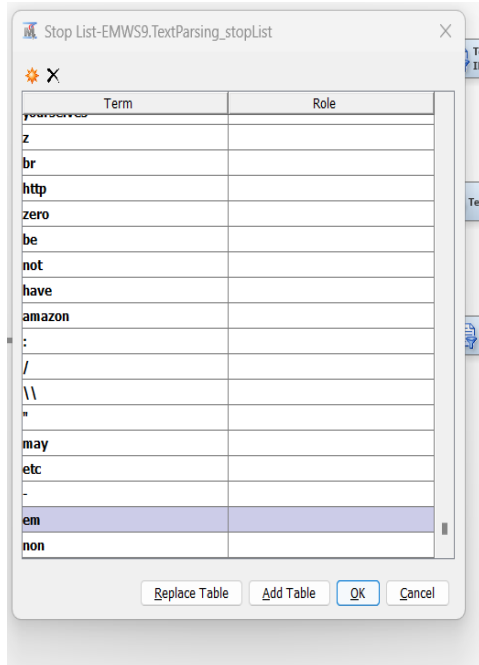 Stop List-EMWS9.TextParsing_stopList
Term Role
yourselves
z
br
http
zero
be
not
have
amazon
:
/
\\
"
may
etc
-
em
non
Replace Table Add Table OK Cancel